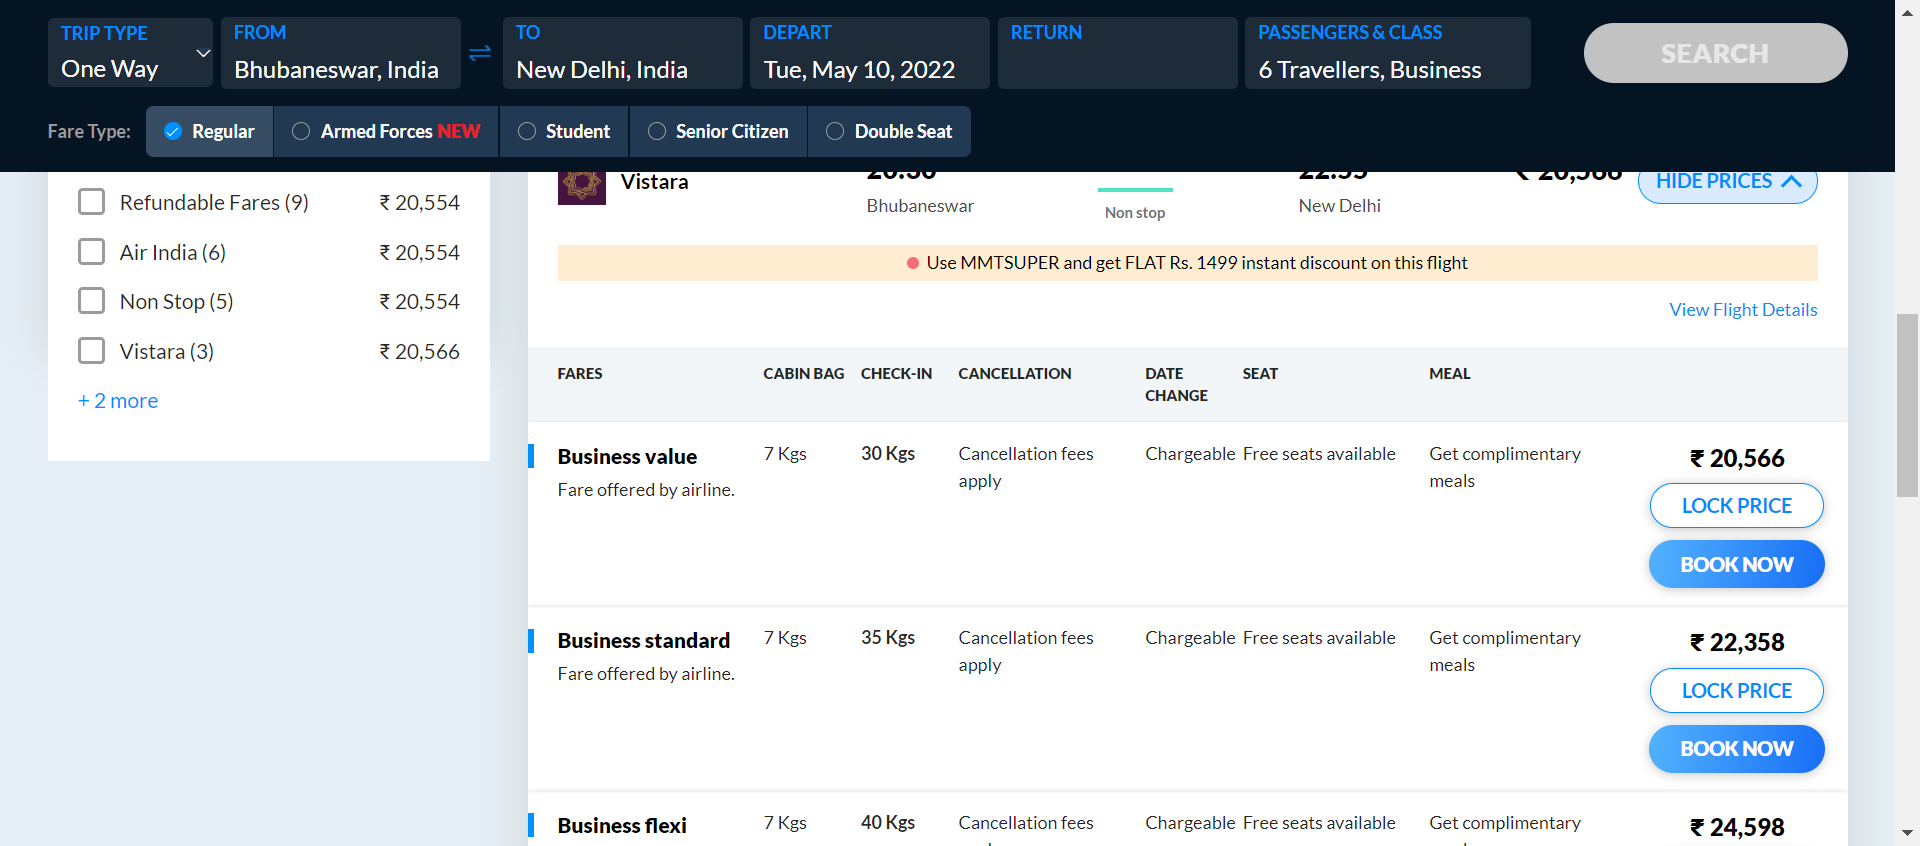 TRIP TYPE
One Way
FROM
Bhubaneswar, India
TO
New Delhi, India
DEPART
Tue, May 10, 2022
RETURN
PASSENGERS & CLASS
6 Travellers, Business
SEARCH
Fare Type:
Regular
Armed Forces NEW
Student
Senior Citizen
Double Seat
Refundable Fares (9) ₹ 20,554
Air India (6) ₹ 20,554
Non Stop (5) ₹ 20,554
Vistara (3) ₹ 20,566
+ 2 more
Vistara
Bhubaneswar
Non stop
New Delhi
₹ 20,566
HIDE PRICES
Use MMTSUPER and get FLAT Rs. 1499 instant discount on this flight
View Flight Details
FARES CABIN BAG CHECK-IN CANCELLATION DATE SEAT MEAL
CHANGE
Business value 7 Kgs 30 Kgs Cancellation fees Chargeable Free seats available Get complimentary ₹ 20,566
Fare offered by airline. apply meals
LOCK PRICE
BOOK NOW
Business standard 7 Kgs 35 Kgs Cancellation fees Chargeable Free seats available Get complimentary ₹ 22,358
Fare offered by airline. apply meals
LOCK PRICE
BOOK NOW
Business flexi 7 Kgs 40 Kgs Cancellation fees Chargeable Free seats available Get complimentary ₹ 24,598